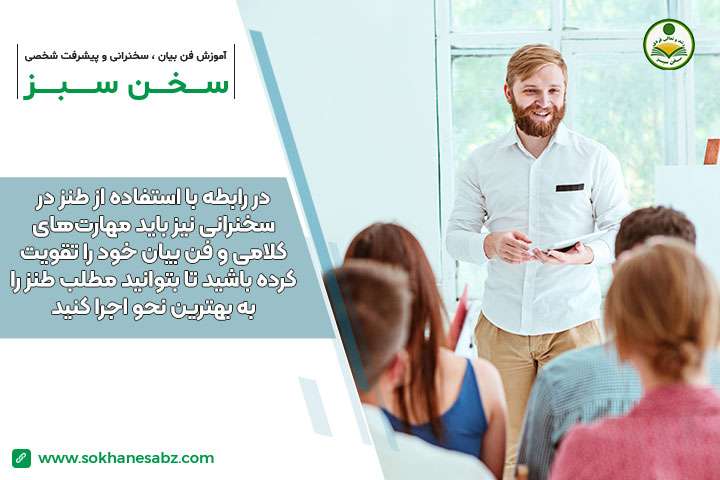 آموزش فن بیان ، سخنرانی و پیشرفت شخصی
سخن سبز
در رابطه با استفاده از طنز در
سخنرانی نیز باید مهارت‌های
کلامی و فن بیان خود را تقویت
کرده باشید تا بتوانید مطلب طنز را
به بهترین نحو اجرا کنید
www.sokhanesabz.com